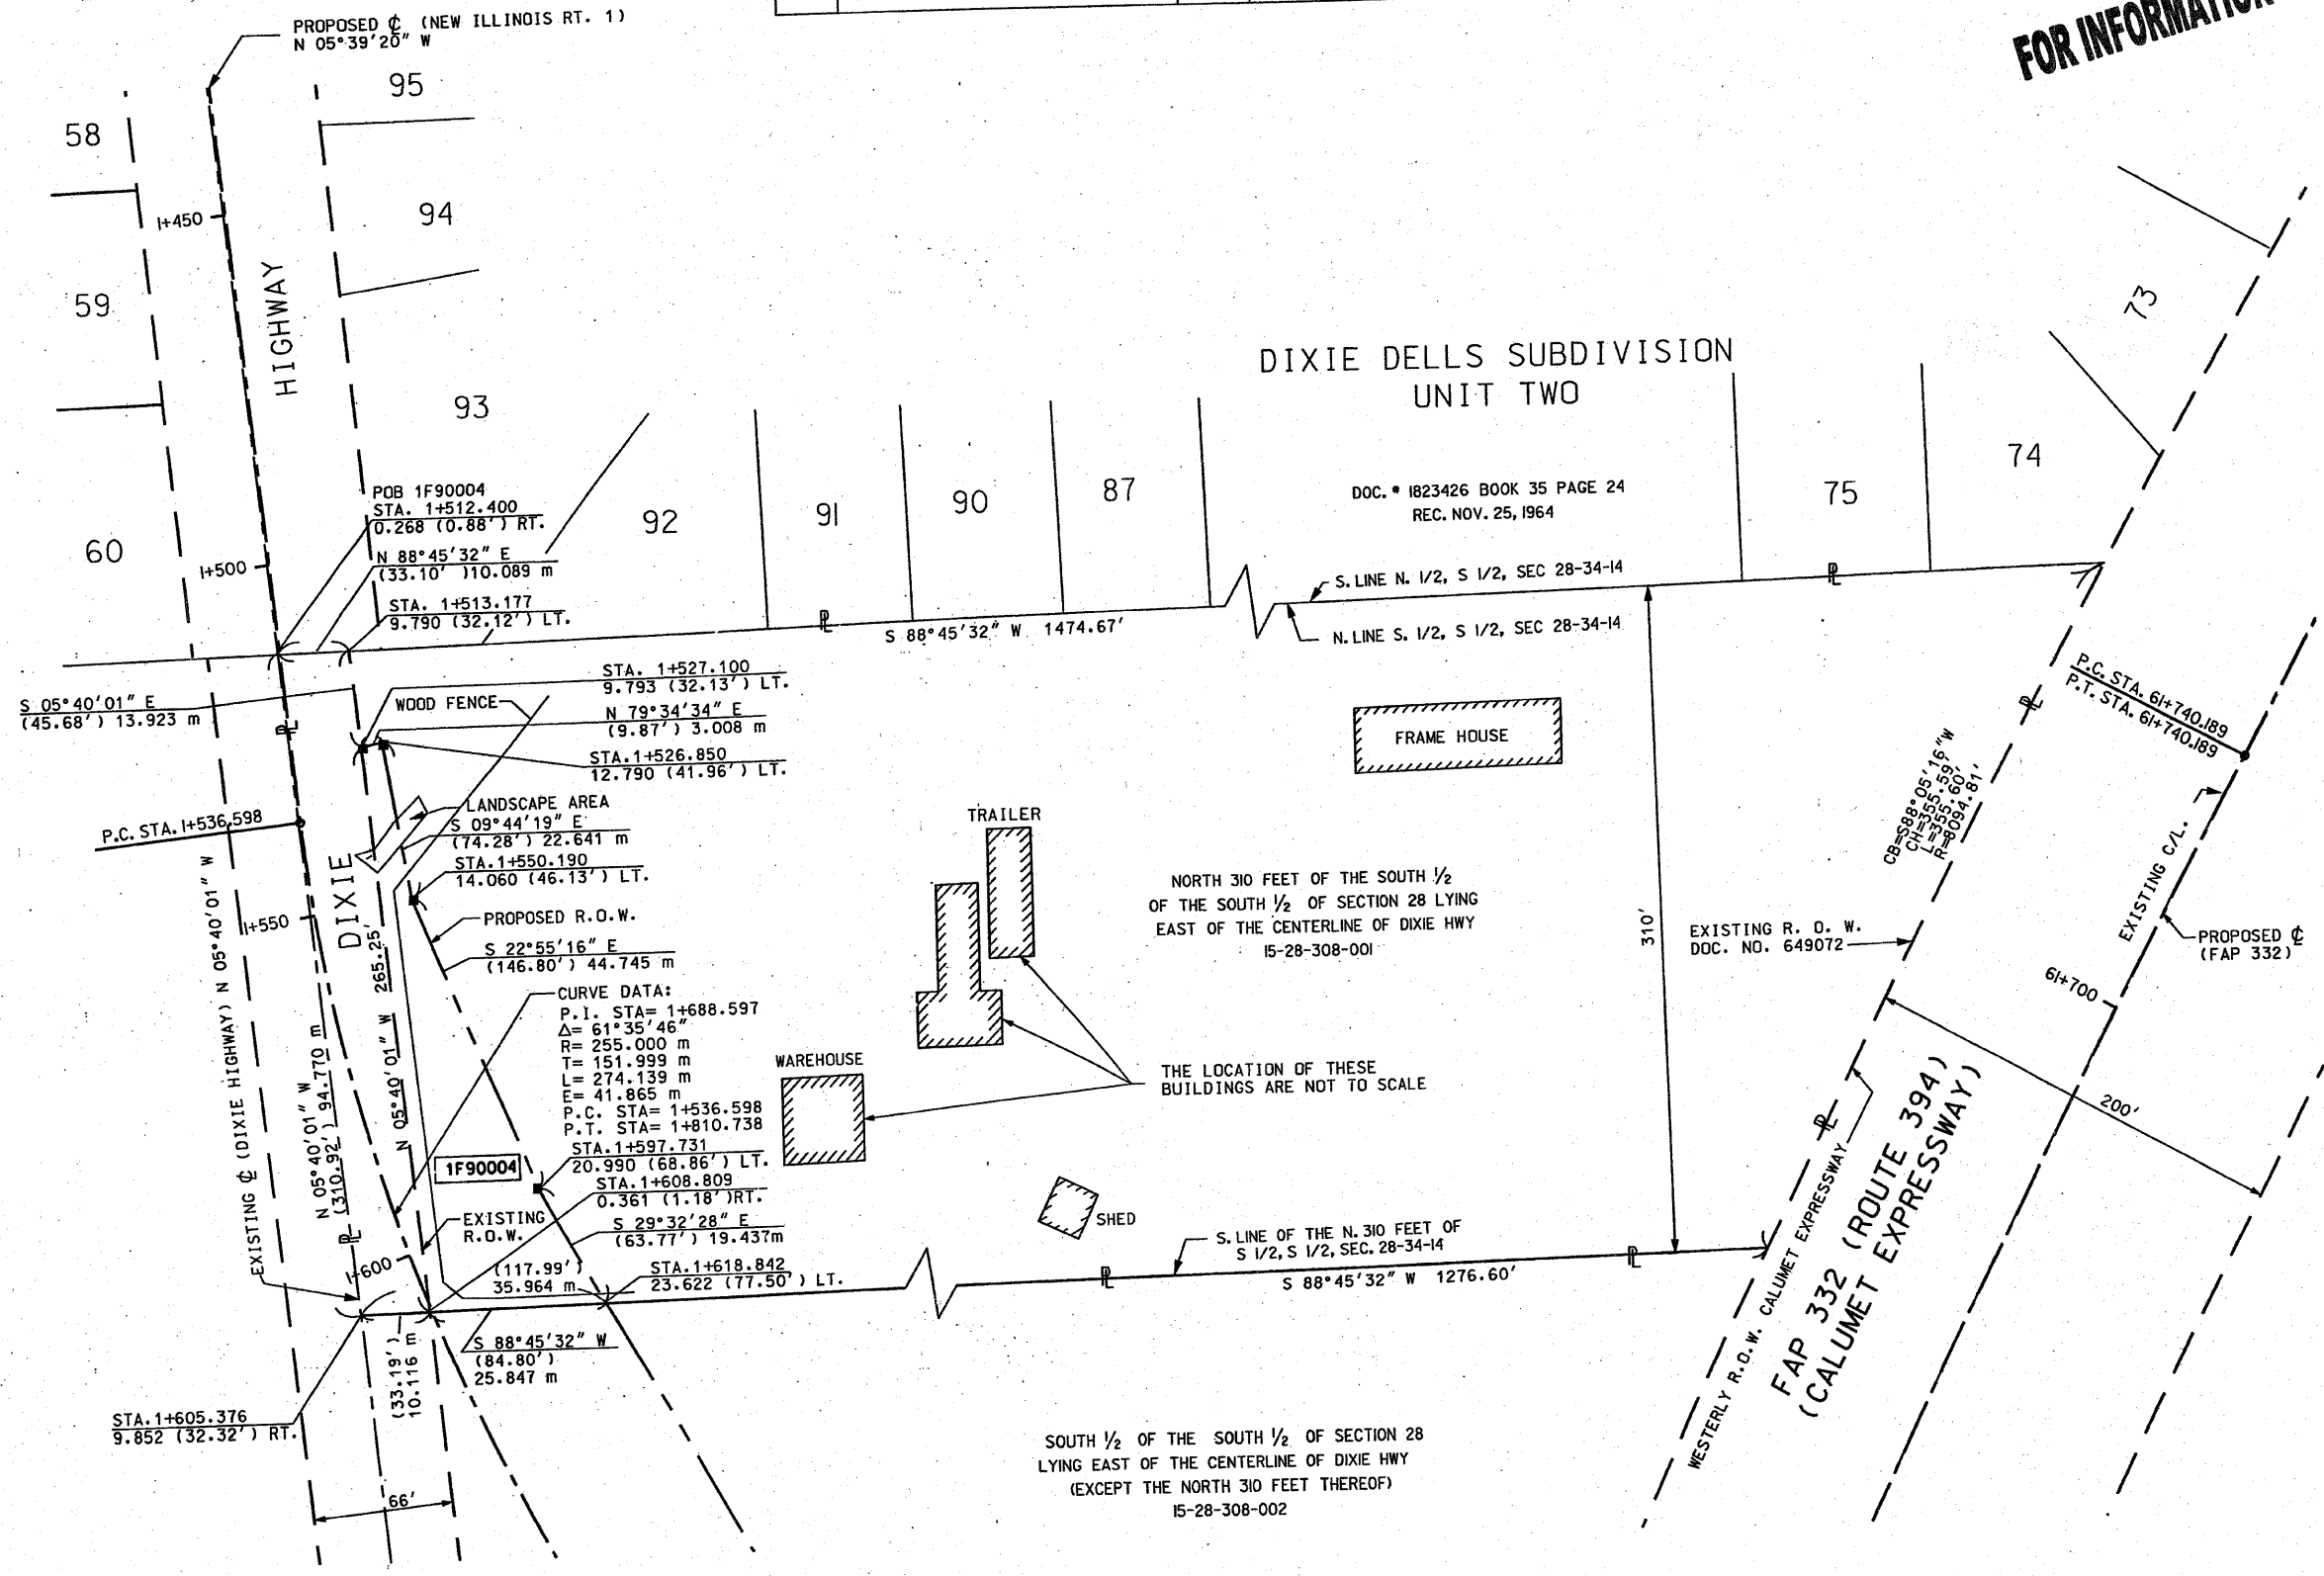 PROPOSED ℄ (NEW ILLINOIS RT. 1)
N 05°39'20" W
FOR INFORMATION
95
58
94
1+450
HIGHWAY
59
73
DIXIE DELLS SUBDIVISION
UNIT TWO
93
DOC. # 1823426 BOOK 35 PAGE 24
REC. NOV. 25, 1964
92
91
90
87
75
74
60
1+500
POB 1F90004
STA. 1+512.400
0.268 (0.88') RT.
N 88°45'32" E
(33.10' )10.089 m
STA. 1+513.177
9.790 (32.12') LT.
S. LINE N. 1/2, S 1/2, SEC 28-34-14
N. LINE S. 1/2, S 1/2, SEC 28-34-14
S 88°45'32" W 1474.67'
℄
S 05°40'01" E
(45.68') 13.923 m
STA. 1+527.100
9.793 (32.13') LT.
WOOD FENCE
N 79°34'34" E
(9.87') 3.008 m
STA.1+526.850
12.790 (41.96') LT.
FRAME HOUSE
P.C. STA. 61+740.189
P.T. STA. 61+740.189
CB=S88°05'16"W
CH=355.59'
L=355.60'
R=8094.81'
P.C. STA. 1+536.598
LANDSCAPE AREA
S 09°44'19" E
(74.28') 22.641 m
STA.1+550.190
14.060 (46.13') LT.
TRAILER
DIXIE
1+550
PROPOSED R.O.W.
S 22°55'16" E
(146.80') 44.745 m
NORTH 310 FEET OF THE SOUTH 1/2
OF THE SOUTH 1/2 OF SECTION 28 LYING
EAST OF THE CENTERLINE OF DIXIE HWY
15-28-308-001
310'
EXISTING R. O. W.
DOC. NO. 649072
EXISTING C/L.
PROPOSED ℄
(FAP 332)
61+700
200'
CURVE DATA:
P.I. STA= 1+688.597
Δ= 61°35'46"
R= 255.000 m
T= 151.999 m
L= 274.139 m
E= 41.865 m
P.C. STA= 1+536.598
P.T. STA= 1+810.738
WAREHOUSE
THE LOCATION OF THESE
BUILDINGS ARE NOT TO SCALE
EXISTING ℄ (DIXIE HIGHWAY) N 05°40'01" W
N 05°40'01" W
(310.92') 94.770 m
N 05°40'01" W 265.25'
1F90004
STA.1+597.731
20.990 (68.86') LT.
STA.1+608.809
0.361 (1.18')RT.
S 29°32'28" E
(63.77') 19.437m
EXISTING
R.O.W.
SHED
1+600
(117.99')
35.964 m
STA.1+618.842
23.622 (77.50') LT.
S. LINE OF THE N. 310 FEET OF
S 1/2, S 1/2, SEC. 28-34-14
S 88°45'32" W 1276.60'
WESTERLY R.O.W. CALUMET EXPRESSWAY
FAP 332 (ROUTE 394)
(CALUMET EXPRESSWAY)
(33.19')
10.116 m
S 88°45'32" W
(84.80')
25.847 m
STA.1+605.376
9.852 (32.32') RT.
66'
SOUTH 1/2 OF THE SOUTH 1/2 OF SECTION 28
LYING EAST OF THE CENTERLINE OF DIXIE HWY
(EXCEPT THE NORTH 310 FEET THEREOF)
15-28-308-002